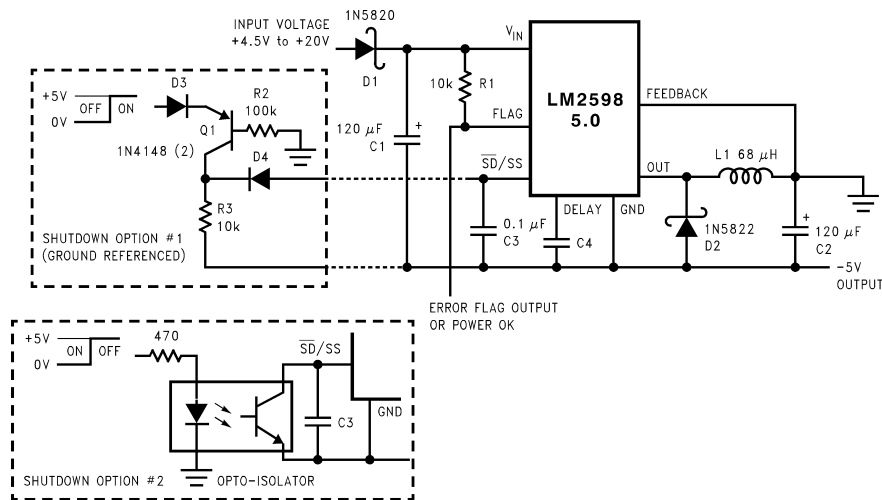 INPUT VOLTAGE
+4.5V to +20V
1N5820
D1
VIN
10k R1
FLAG
120 μF +
C1
LM2598
5.0
FEEDBACK
OUT
L1 68 μH
SD/SS
DELAY
GND
0.1 μF
C3
C4
1N5822
D2
+
120 μF
C2
-5V
OUTPUT
ERROR FLAG OUTPUT
OR POWER OK
+5V
OFF ON
0V
D3
R2
100k
Q1
1N4148 (2)
D4
R3
10k
SHUTDOWN OPTION #1
(GROUND REFERENCED)
+5V
ON OFF
0V
470
SD/SS
C3
GND
SHUTDOWN OPTION #2
OPTO-ISOLATOR